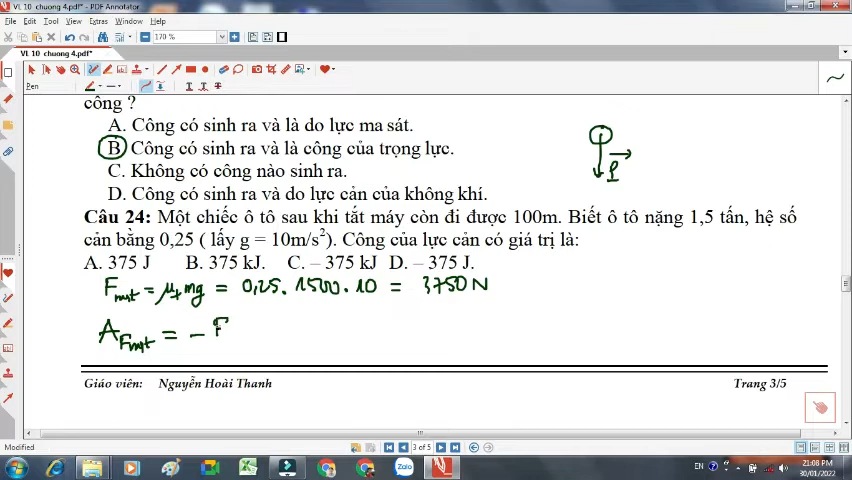 VL 10 chuong 4.pdf* - PDF Annotator
File Edit Tool View Extras Window Help
170 %
VL 10 chuong 4.pdf*
Pen
công ?
A. Công có sinh ra và là do lực ma sát.
B. Công có sinh ra và là công của trọng lực.
C. Không có công nào sinh ra.
D. Công có sinh ra và do lực cản của không khí.
P
Câu 24: Một chiếc ô tô sau khi tắt máy còn đi được 100m. Biết ô tô nặng 1,5 tấn, hệ số
cản bằng 0,25 ( lấy g = 10m/s²). Công của lực cản có giá trị là:
A. 375 J B. 375 kJ. C. – 375 kJ D. – 375 J.
Fmst = μt mg = 0,25. 1500. 10 = 3750 N
A Fmst = - F
Giáo viên: Nguyễn Hoài Thanh Trang 3/5
Modified 3 of 5
Zalo
EN 21:08 PM
30/01/2022